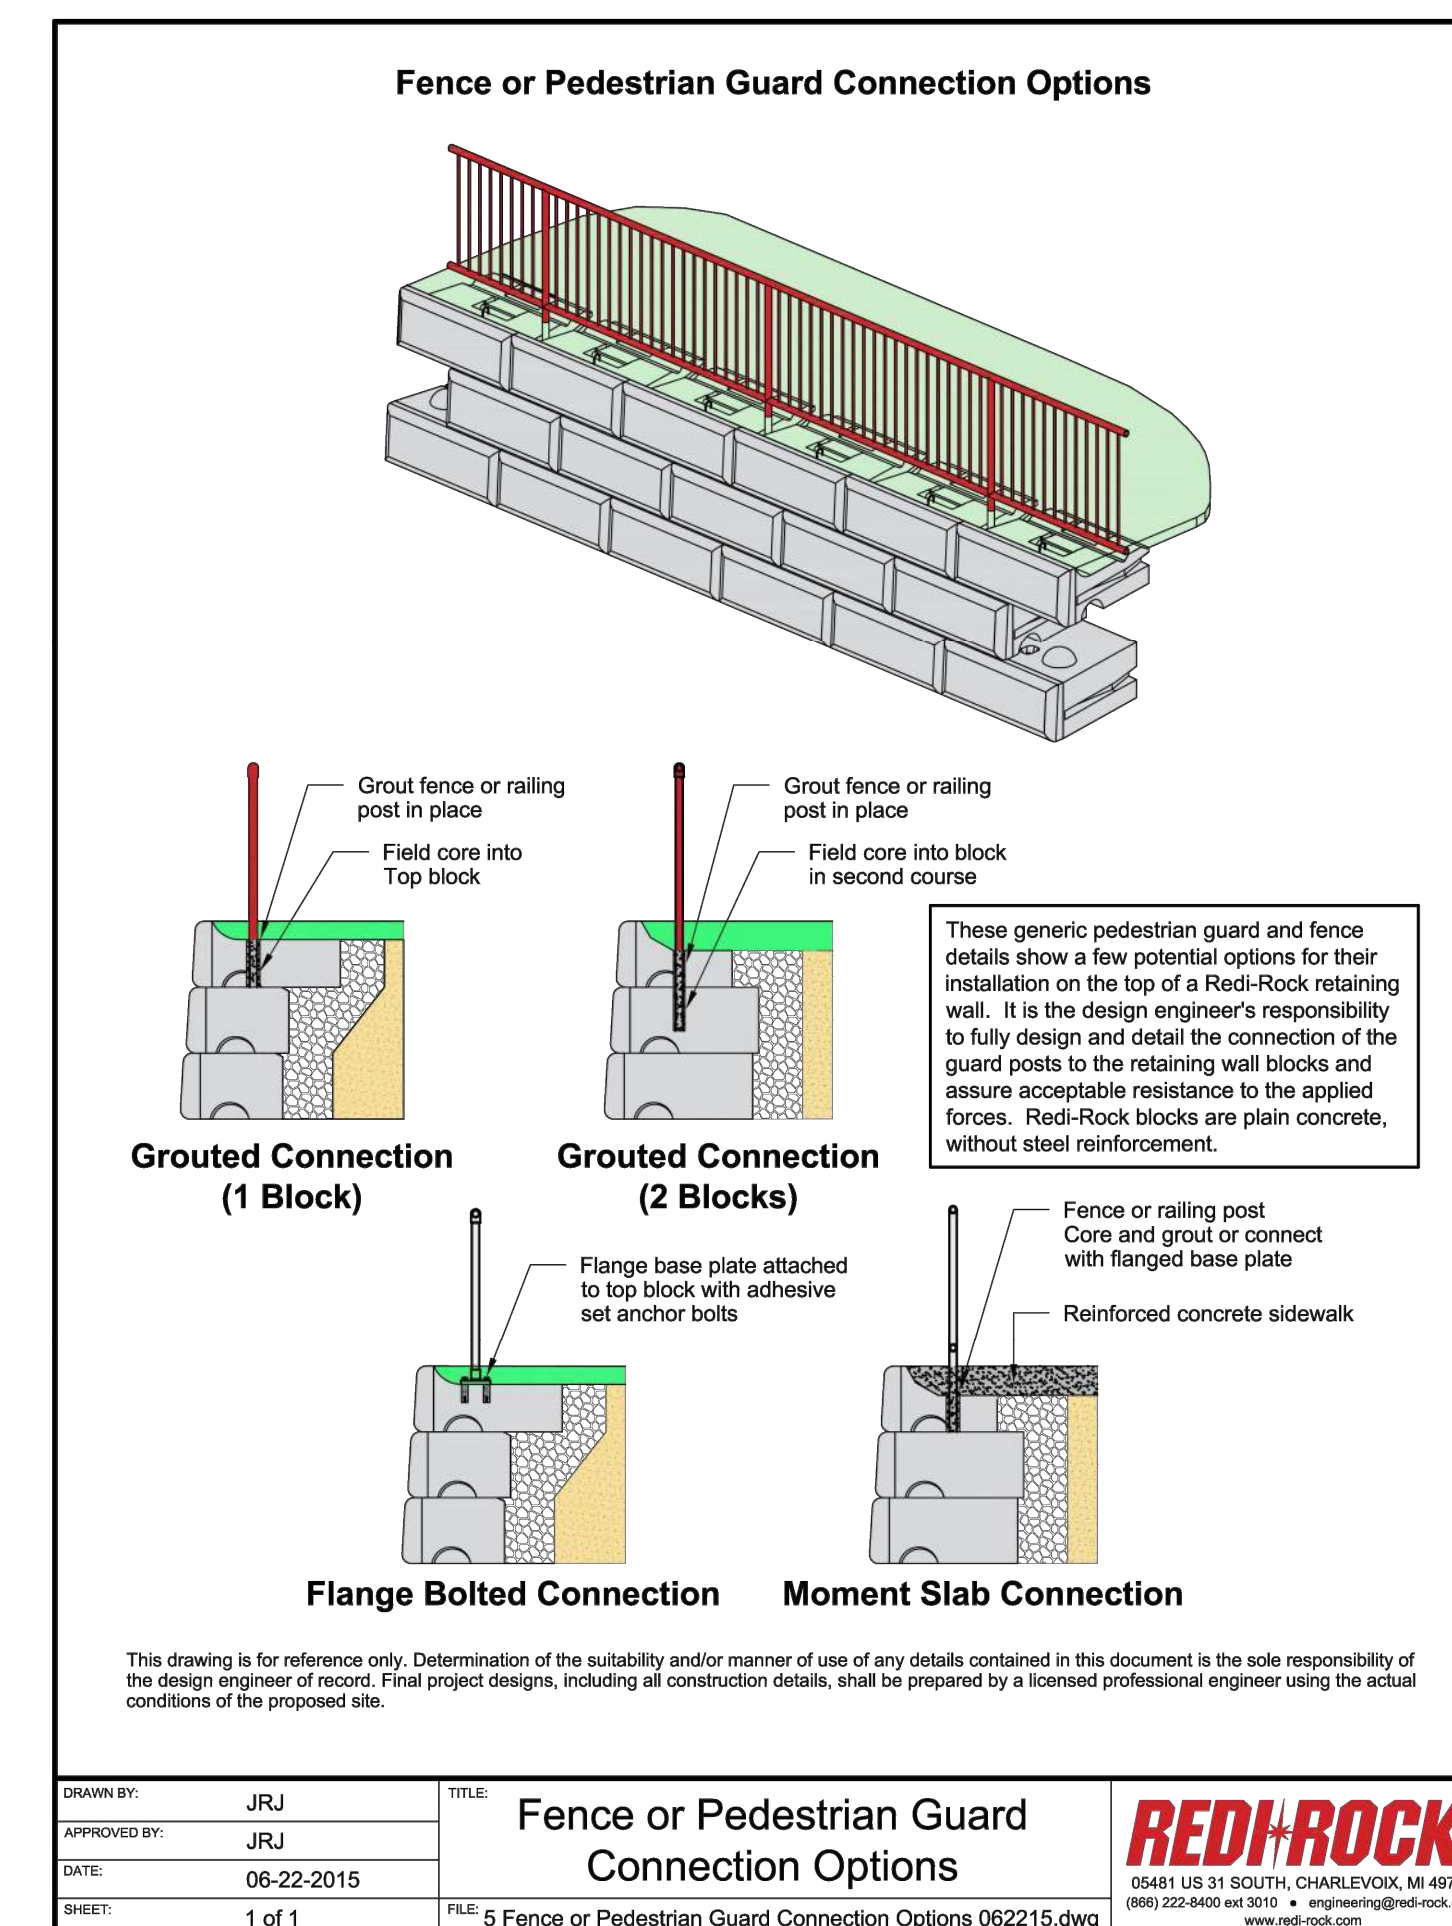 Fence or Pedestrian Guard Connection Options
Grout fence or railing
post in place
Field core into
Top block
Grout fence or railing
post in place
Field core into block
in second course
These generic pedestrian guard and fence
details show a few potential options for their
installation on the top of a Redi-Rock retaining
wall.  It is the design engineer's responsibility
to fully design and detail the connection of the
guard posts to the retaining wall blocks and
assure acceptable resistance to the applied
forces.  Redi-Rock blocks are plain concrete,
without steel reinforcement.
Grouted Connection
(1 Block)
Grouted Connection
(2 Blocks)
Flange base plate attached
to top block with adhesive
set anchor bolts
Fence or railing post
Core and grout or connect
with flanged base plate
Reinforced concrete sidewalk
Flange Bolted Connection
Moment Slab Connection
This drawing is for reference only. Determination of the suitability and/or manner of use of any details contained in this document is the sole responsibility of
the design engineer of record. Final project designs, including all construction details, shall be prepared by a licensed professional engineer using the actual
conditions of the proposed site.
DRAWN BY:
JRJ
APPROVED BY:
JRJ
DATE:
06-22-2015
SHEET:
1 of 1
TITLE:
Fence or Pedestrian Guard
Connection Options
FILE: 5 Fence or Pedestrian Guard Connection Options 062215.dwg
REDI-ROCK
05481 US 31 SOUTH, CHARLEVOIX, MI 497
(866) 222-8400 ext 3010 • engineering@redi-rock.
www.redi-rock.com